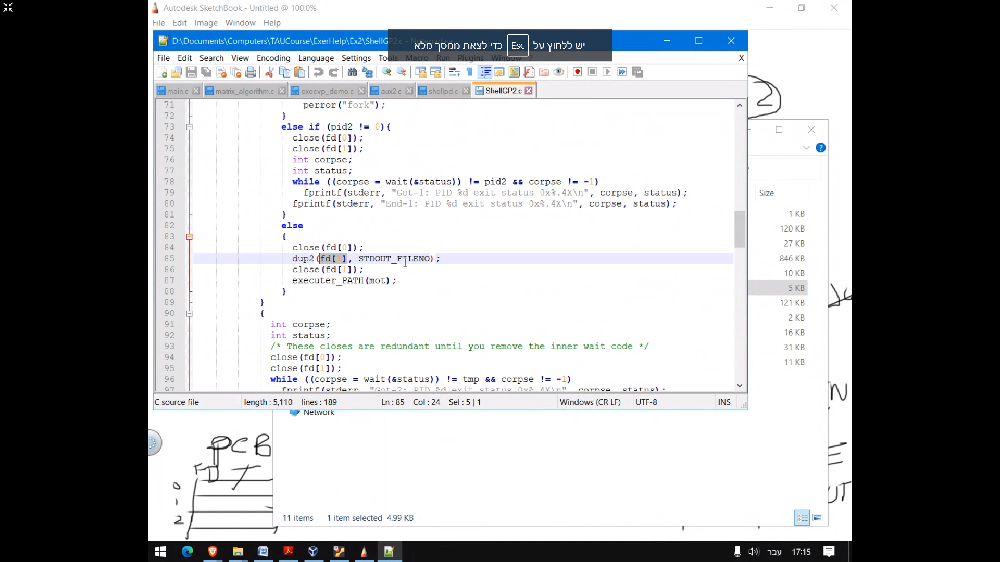 Autodesk SketchBook - Untitled @ 100.0%
File Edit Image Window Help
D:\Documents\Computers\TAUCourse\ExerHelp\Ex2\ShellGP2.c - Notepad++
יש ללחוץ על Esc כדי לצאת ממסך מלא
File Edit Search View Encoding Language Settings Tools Macro Run Plugins Window ? X
main.c matrix_algorithm.c execvp_demo.c aux2.c shellpd.c ShellGP2.c
71 perror("fork");
72 }
73 else if (pid2 != 0){
74 close(fd[0]);
75 close(fd[1]);
76 int corpse;
77 int status;
78 while ((corpse = wait(&status)) != pid2 && corpse != -1)
79 fprintf(stderr, "Got-1: PID %d exit status 0x%.4X\n", corpse, status);
80 fprintf(stderr, "End-1: PID %d exit status 0x%.4X\n", corpse, status);
81 }
82 else
83 {
84 close(fd[0]);
85 dup2(fd[1], STDOUT_FILENO);
86 close(fd[1]);
87 executer_PATH(mot);
88 }
89 }
90 {
91 int corpse;
92 int status;
93 /* These closes are redundant until you remove the inner wait code */
94 close(fd[0]);
95 close(fd[1]);
96 while ((corpse = wait(&status)) != tmp && corpse != -1)
97 fprintf(stderr, "Got-2: PID %d exit status 0x%.4X\n", corpse, status);
C source file length : 5,110 lines : 189 Ln : 85 Col : 24 Sel : 5 | 1 Windows (CR LF) UTF-8 INS
2
?
Size
1 KB
120 KB
27 KB
846 KB
10 KB
5 KB
121 KB
2 KB
16 KB
31 KB
11 KB
Network
PCB
FD T
0
1
2
11 items 1 item selected 4.99 KB
עבר 17:15